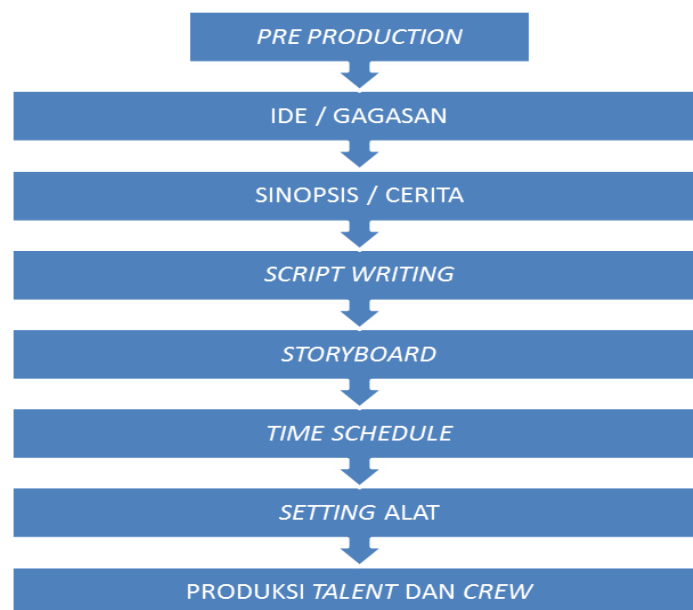 PRE PRODUCTION
IDE / GAGASAN
SINOPSIS / CERITA
SCRIPT WRITING
STORYBOARD
TIME SCHEDULE
SETTING ALAT
PRODUKSI TALENT DAN CREW